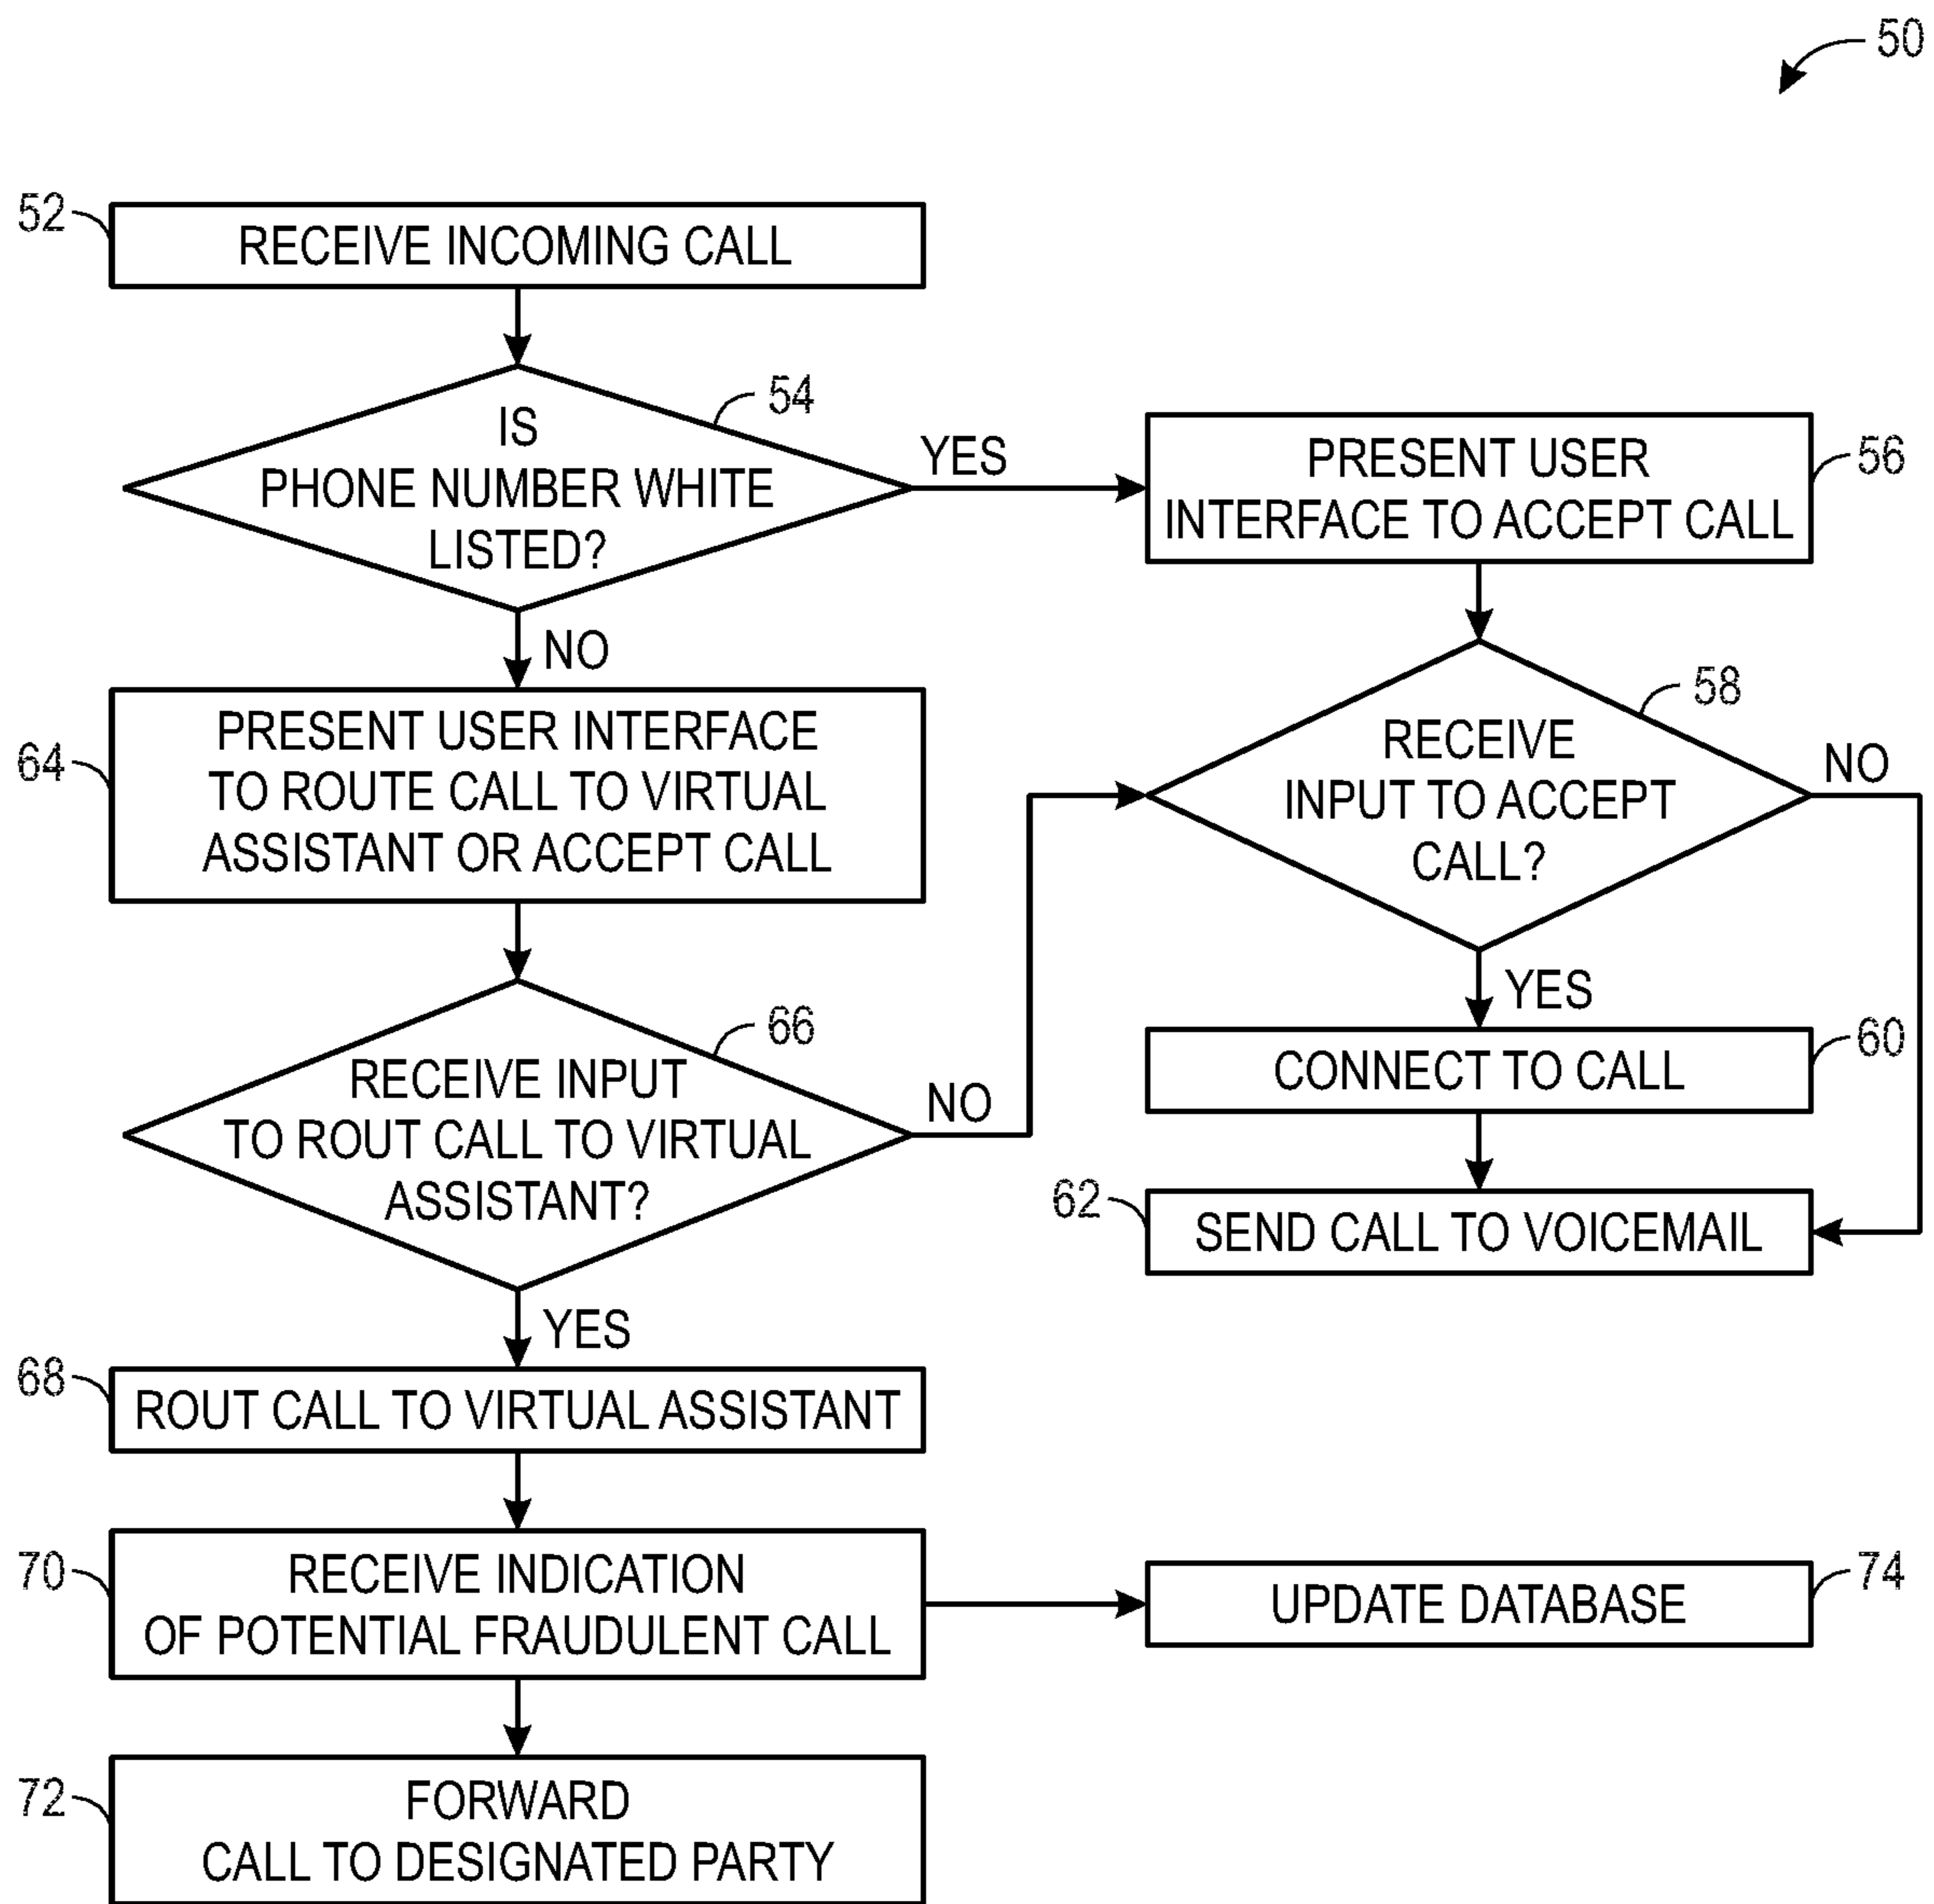 50
52
RECEIVE INCOMING CALL
54
IS
PHONE NUMBER WHITE
LISTED?
YES
NO
56
PRESENT USER
INTERFACE TO ACCEPT CALL
58
RECEIVE
INPUT TO ACCEPT
CALL?
NO
YES
60
CONNECT TO CALL
62
SEND CALL TO VOICEMAIL
64
PRESENT USER INTERFACE
TO ROUTE CALL TO VIRTUAL
ASSISTANT OR ACCEPT CALL
66
RECEIVE INPUT
TO ROUT CALL TO VIRTUAL
ASSISTANT?
NO
YES
68
ROUT CALL TO VIRTUAL ASSISTANT
70
RECEIVE INDICATION
OF POTENTIAL FRAUDULENT CALL
74
UPDATE DATABASE
72
FORWARD
CALL TO DESIGNATED PARTY